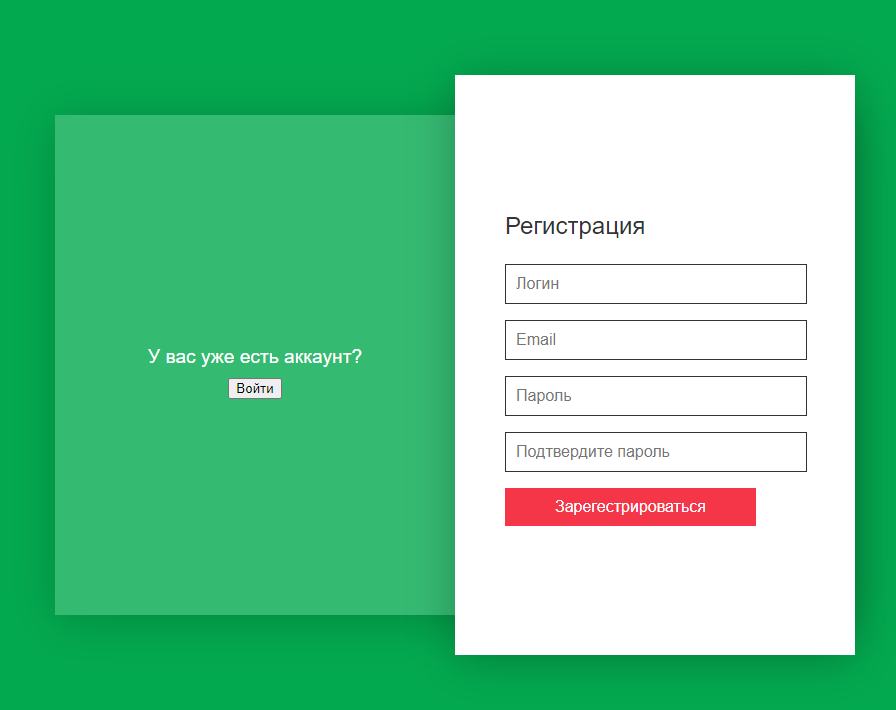 У вас уже есть аккаунт?
Войти
Регистрация
Логин
Email
Пароль
Подтвердите пароль
Зарегестрироваться